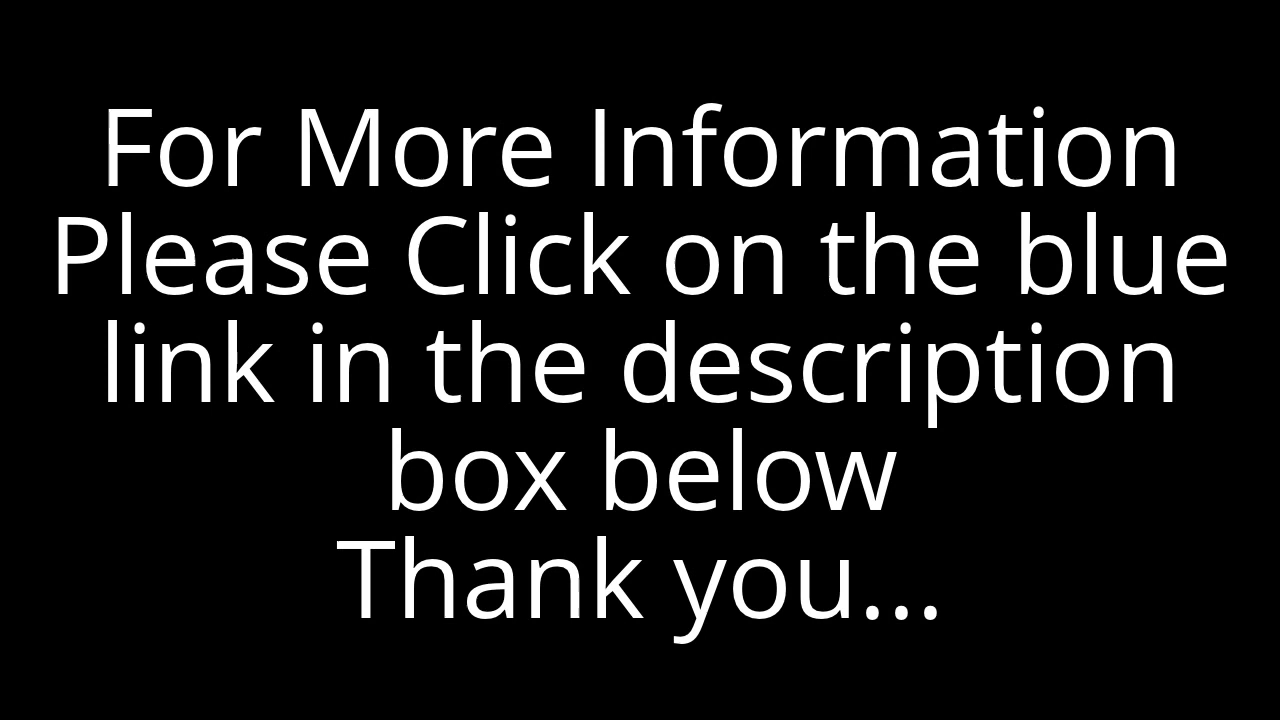 For More Information
Please Click on the blue
link in the description
box below
Thank you...